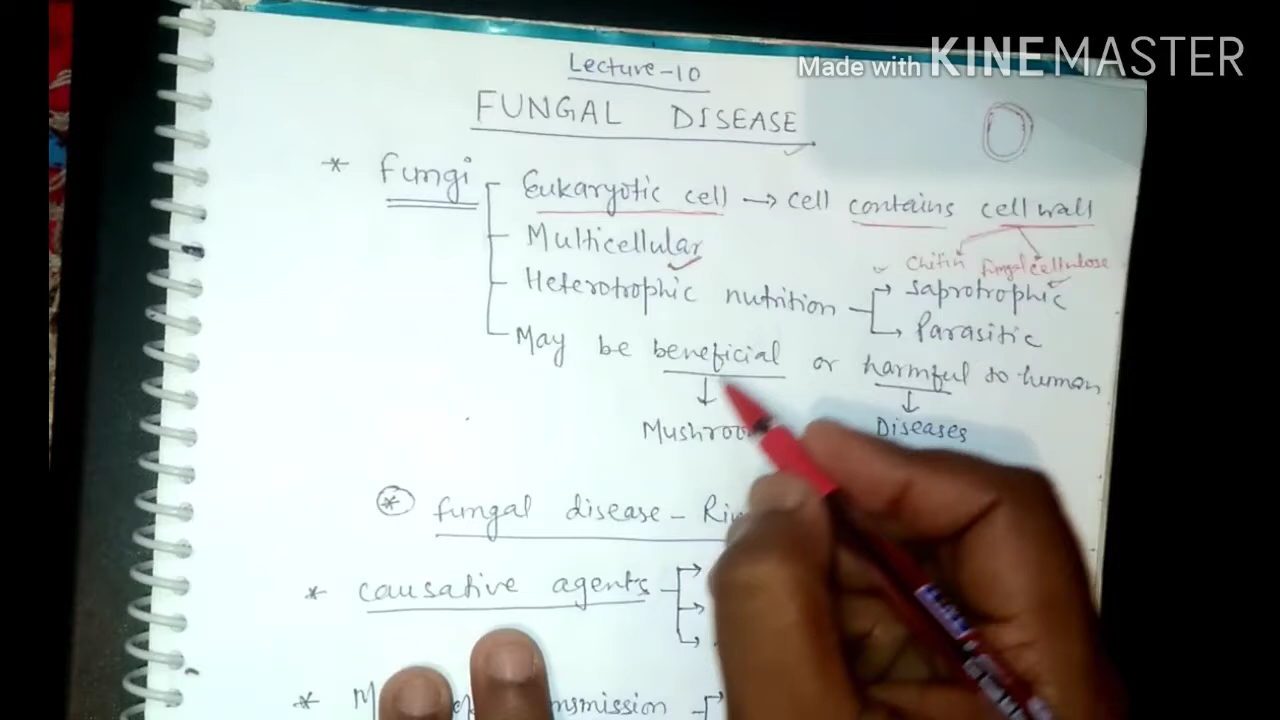 Made with KINEMASTER
Lecture-10
FUNGAL DISEASE
* Fungi
Eukaryotic cell → cell contains cell wall
Chitin fungal cellulose
Multicellular
Heterotrophic nutrition → saprotrophic
→ Parasitic
May be beneficial or harmful to human
Diseases
* fungal disease -
* causative agents